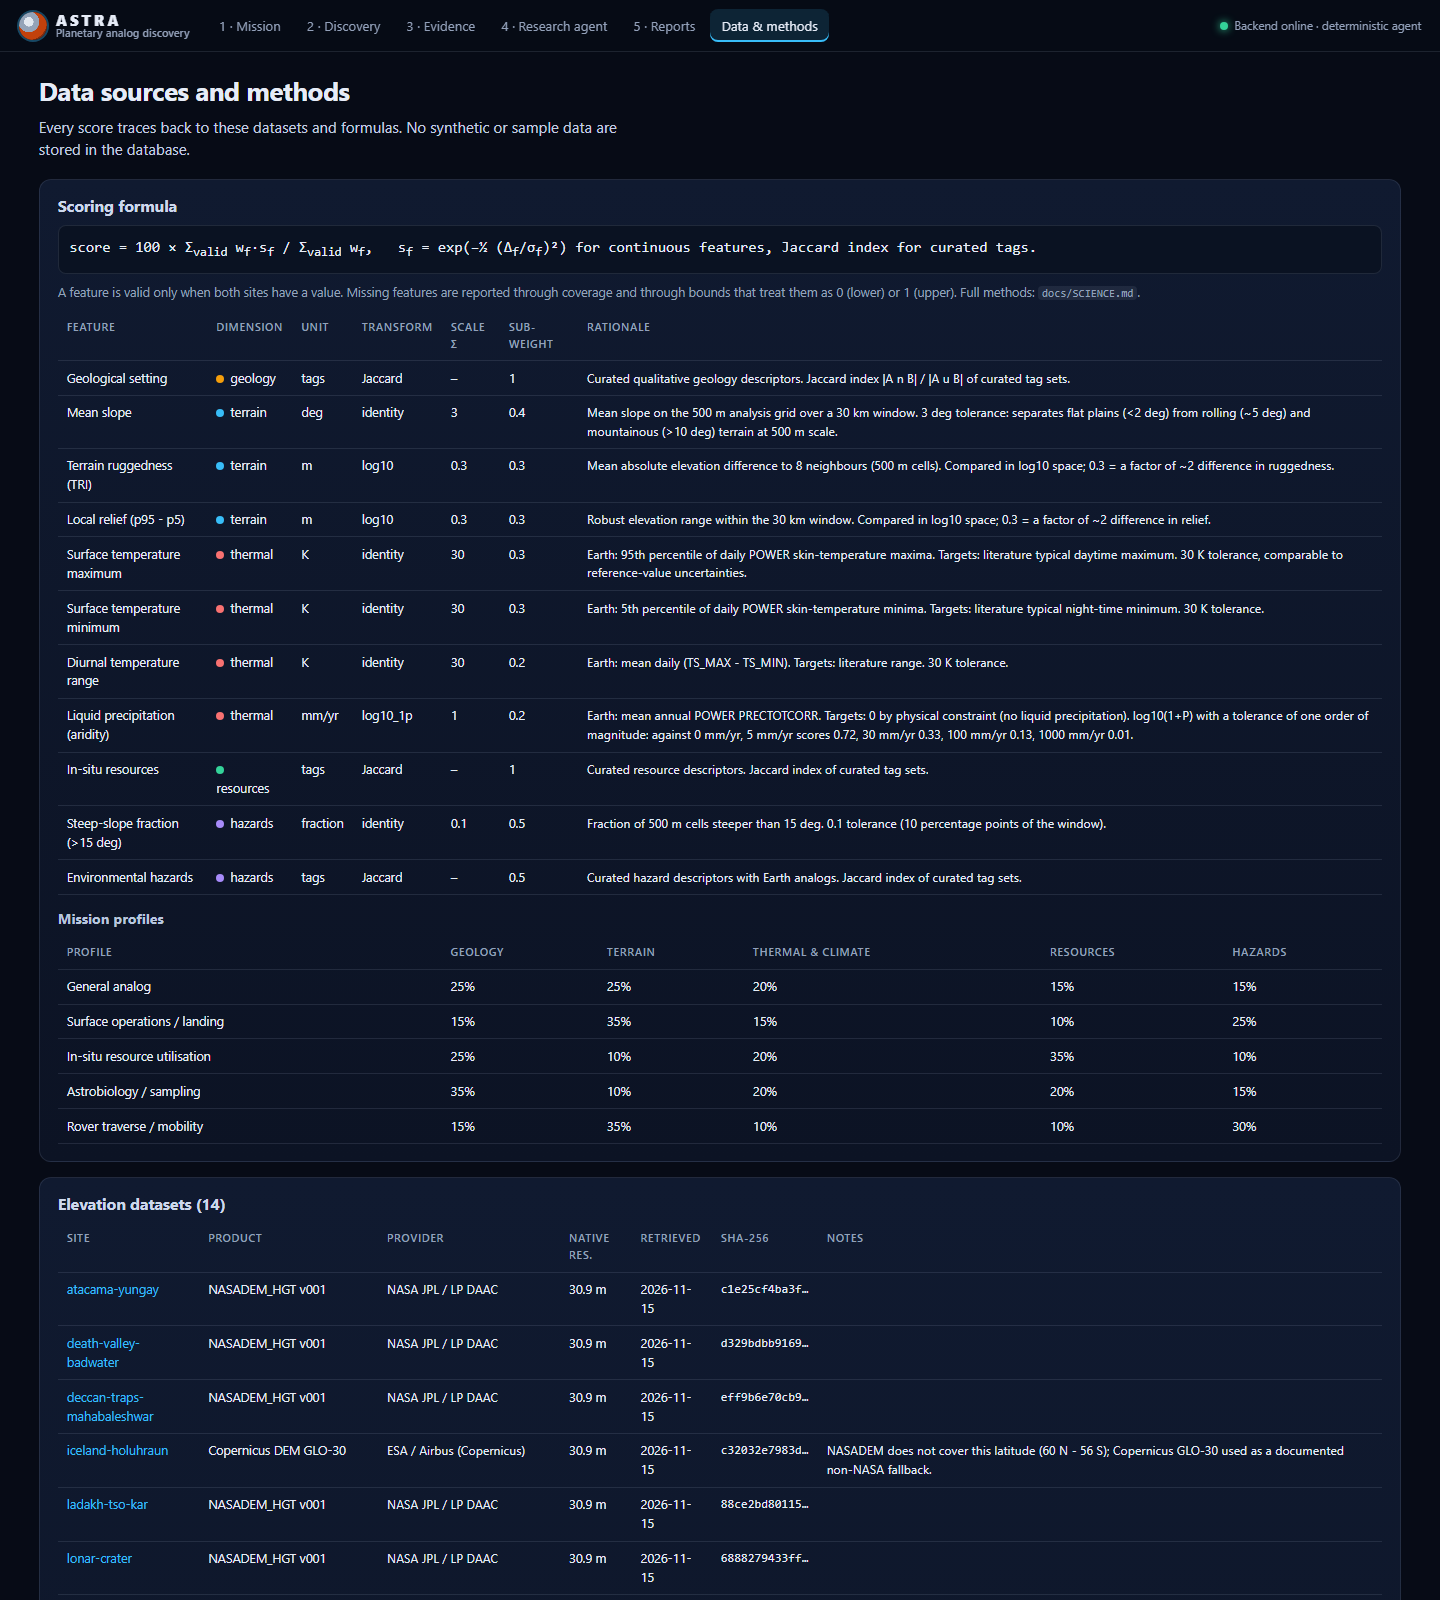 ASTRA
Planetary analog discovery
1 · Mission
2 · Discovery
3 · Evidence
4 · Research agent
5 · Reports
Data & methods
Backend online · deterministic agent
Data sources and methods
Every score traces back to these datasets and formulas. No synthetic or sample data are
stored in the database.
Scoring formula
score = 100 × Σvalid wf·sf / Σvalid wf,   sf = exp(−½ (Δf/σf)²) for continuous features, Jaccard index for curated tags.
A feature is valid only when both sites have a value. Missing features are reported through coverage and through bounds that treat them as 0 (lower) or 1 (upper). Full methods: docs/SCIENCE.md.
FEATURE DIMENSION UNIT TRANSFORM SCALE Σ SUB-WEIGHT RATIONALE
Geological setting geology tags Jaccard – 1 Curated qualitative geology descriptors. Jaccard index |A n B| / |A u B| of curated tag sets.
Mean slope terrain deg identity 3 0.4 Mean slope on the 500 m analysis grid over a 30 km window. 3 deg tolerance: separates flat plains (<2 deg) from rolling (~5 deg) and
mountainous (>10 deg) terrain at 500 m scale.
Terrain ruggedness terrain m log10 0.3 0.3 Mean absolute elevation difference to 8 neighbours (500 m cells). Compared in log10 space; 0.3 = a factor of ~2 difference in ruggedness.
(TRI)
Local relief (p95 - p5) terrain m log10 0.3 0.3 Robust elevation range within the 30 km window. Compared in log10 space; 0.3 = a factor of ~2 difference in relief.
Surface temperature thermal K identity 30 0.3 Earth: 95th percentile of daily POWER skin-temperature maxima. Targets: literature typical daytime maximum. 30 K tolerance, comparable to
maximum reference-value uncertainties.
Surface temperature thermal K identity 30 0.3 Earth: 5th percentile of daily POWER skin-temperature minima. Targets: literature typical night-time minimum. 30 K tolerance.
minimum
Diurnal temperature thermal K identity 30 0.2 Earth: mean daily (TS_MAX - TS_MIN). Targets: literature range. 30 K tolerance.
range
Liquid precipitation thermal mm/yr log10_1p 1 0.2 Earth: mean annual POWER PRECTOTCORR. Targets: 0 by physical constraint (no liquid precipitation). log10(1+P) with a tolerance of one order of
(aridity) magnitude: against 0 mm/yr, 5 mm/yr scores 0.72, 30 mm/yr 0.33, 100 mm/yr 0.13, 1000 mm/yr 0.01.
In-situ resources resources tags Jaccard – 1 Curated resource descriptors. Jaccard index of curated tag sets.
Steep-slope fraction hazards fraction identity 0.1 0.5 Fraction of 500 m cells steeper than 15 deg. 0.1 tolerance (10 percentage points of the window).
(>15 deg)
Environmental hazards hazards tags Jaccard – 0.5 Curated hazard descriptors with Earth analogs. Jaccard index of curated tag sets.
Mission profiles
PROFILE GEOLOGY TERRAIN THERMAL & CLIMATE RESOURCES HAZARDS
General analog 25% 25% 20% 15% 15%
Surface operations / landing 15% 35% 15% 10% 25%
In-situ resource utilisation 25% 10% 20% 35% 10%
Astrobiology / sampling 35% 10% 20% 20% 15%
Rover traverse / mobility 15% 35% 10% 10% 30%
Elevation datasets (14)
SITE PRODUCT PROVIDER NATIVE RES. RETRIEVED SHA-256 NOTES
atacama-yungay NASADEM_HGT v001 NASA JPL / LP DAAC 30.9 m 2026-11-15 c1e25cf4ba3f…
death-valley-badwater NASADEM_HGT v001 NASA JPL / LP DAAC 30.9 m 2026-11-15 d329bdbb9169…
deccan-traps-mahabaleshwar NASADEM_HGT v001 NASA JPL / LP DAAC 30.9 m 2026-11-15 eff9b6e70cb9…
iceland-holuhraun Copernicus DEM GLO-30 ESA / Airbus (Copernicus) 30.9 m 2026-11-15 c32032e7983d… NASADEM does not cover this latitude (60 N - 56 S); Copernicus GLO-30 used as a documented
non-NASA fallback.
ladakh-tso-kar NASADEM_HGT v001 NASA JPL / LP DAAC 30.9 m 2026-11-15 88ce2bd80115…
lonar-crater NASADEM_HGT v001 NASA JPL / LP DAAC 30.9 m 2026-11-15 6888279433ff…